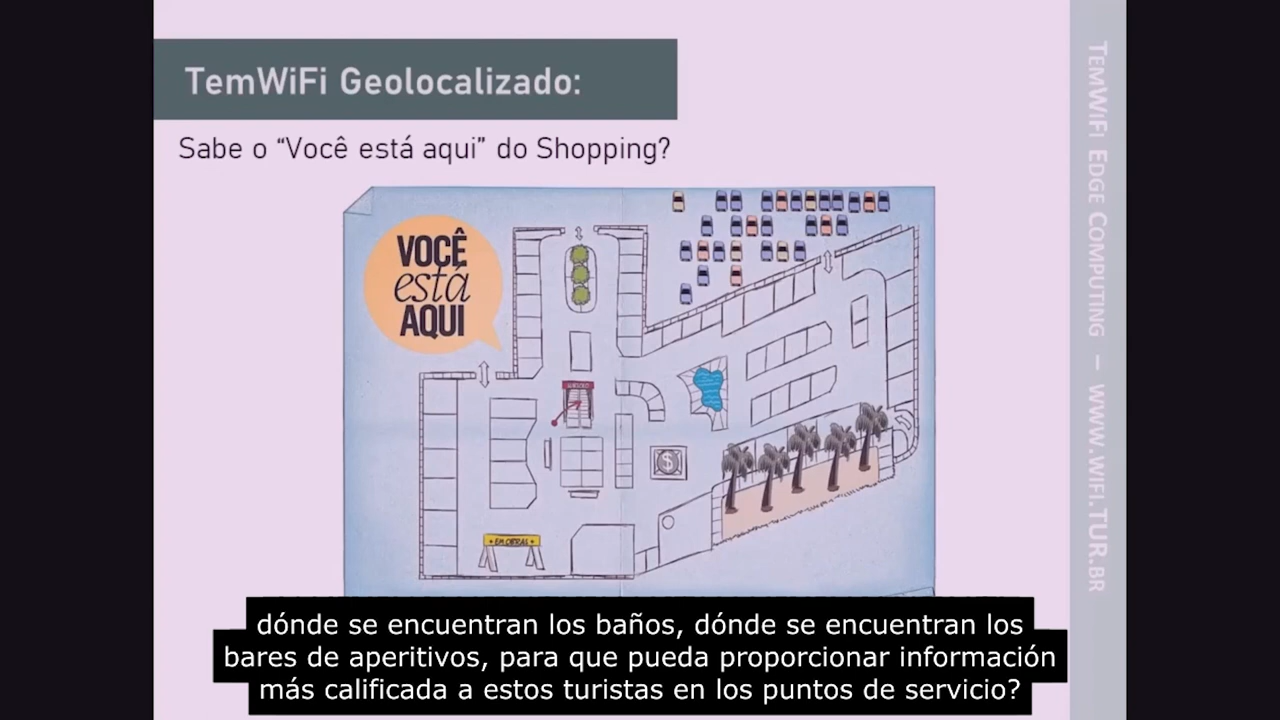 TemWiFi Geolocalizado:
Sabe o “Você está aqui” do Shopping?
VOCÊ
está
AQUI
$
EM OBRAS
TEMWIFI EDGE COMPUTING – WWW.WIFI.TUR.BR
dónde se encuentran los baños, dónde se encuentran los
bares de aperitivos, para que pueda proporcionar información
más calificada a estos turistas en los puntos de servicio?